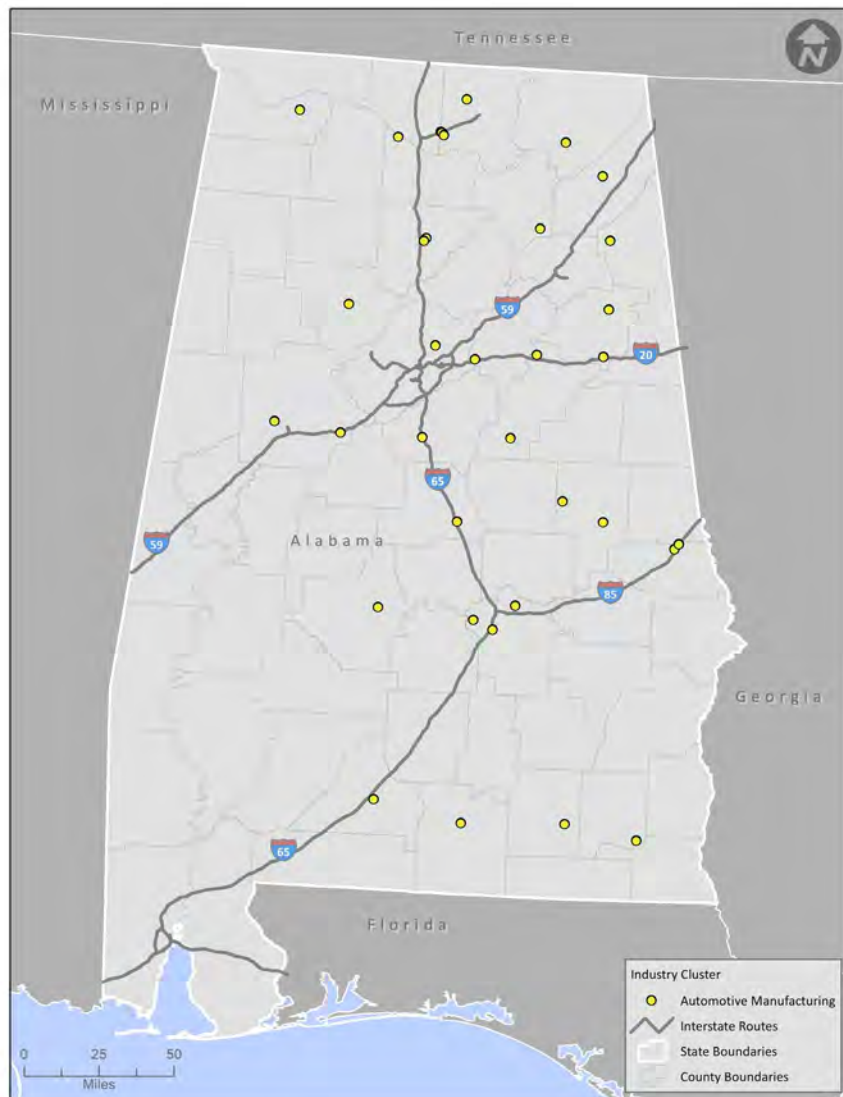 Tennessee
N
Mississippi
59
20
65
Alabama
59
85
Georgia
65
Florida
Industry Cluster
Automotive Manufacturing
Interstate Routes
State Boundaries
County Boundaries
0 25 50
Miles